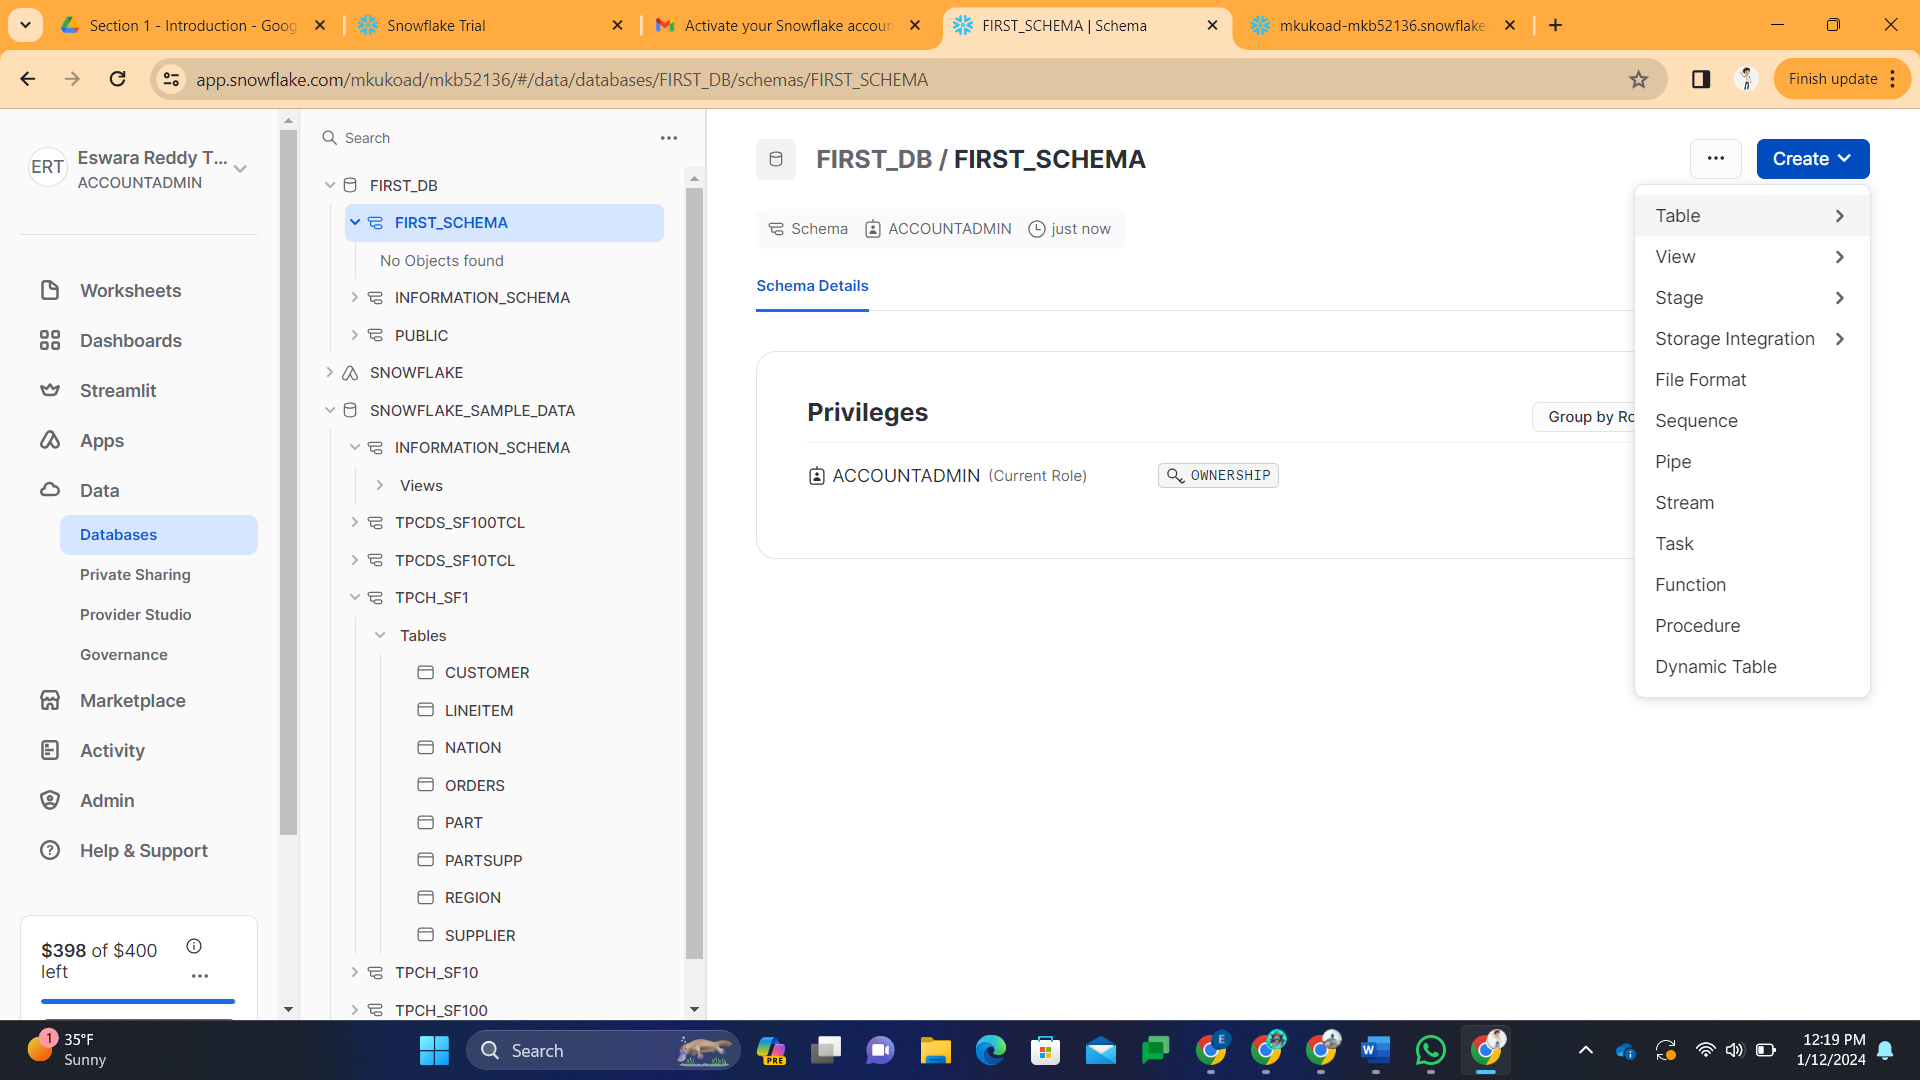 Section 1 - Introduction - Goog
Snowflake Trial
Activate your Snowflake accoun
FIRST_SCHEMA | Schema
mkukoad-mkb52136.snowflake
app.snowflake.com/mkukoad/mkb52136/#/data/databases/FIRST_DB/schemas/FIRST_SCHEMA
Finish update
ERT
Eswara Reddy T...
ACCOUNTADMIN
Worksheets
Dashboards
Streamlit
Apps
Data
Databases
Private Sharing
Provider Studio
Governance
Marketplace
Activity
Admin
Help & Support
$398 of $400
left
Search
FIRST_DB
FIRST_SCHEMA
No Objects found
INFORMATION_SCHEMA
PUBLIC
SNOWFLAKE
SNOWFLAKE_SAMPLE_DATA
INFORMATION_SCHEMA
Views
TPCDS_SF100TCL
TPCDS_SF10TCL
TPCH_SF1
Tables
CUSTOMER
LINEITEM
NATION
ORDERS
PART
PARTSUPP
REGION
SUPPLIER
TPCH_SF10
TPCH_SF100
FIRST_DB / FIRST_SCHEMA
Create
Schema
ACCOUNTADMIN
just now
Schema Details
Privileges
Group by Ro
ACCOUNTADMIN (Current Role)
OWNERSHIP
Table
View
Stage
Storage Integration
File Format
Sequence
Pipe
Stream
Task
Function
Procedure
Dynamic Table
1
35°F
Sunny
Search
PRE
E
12:19 PM
1/12/2024